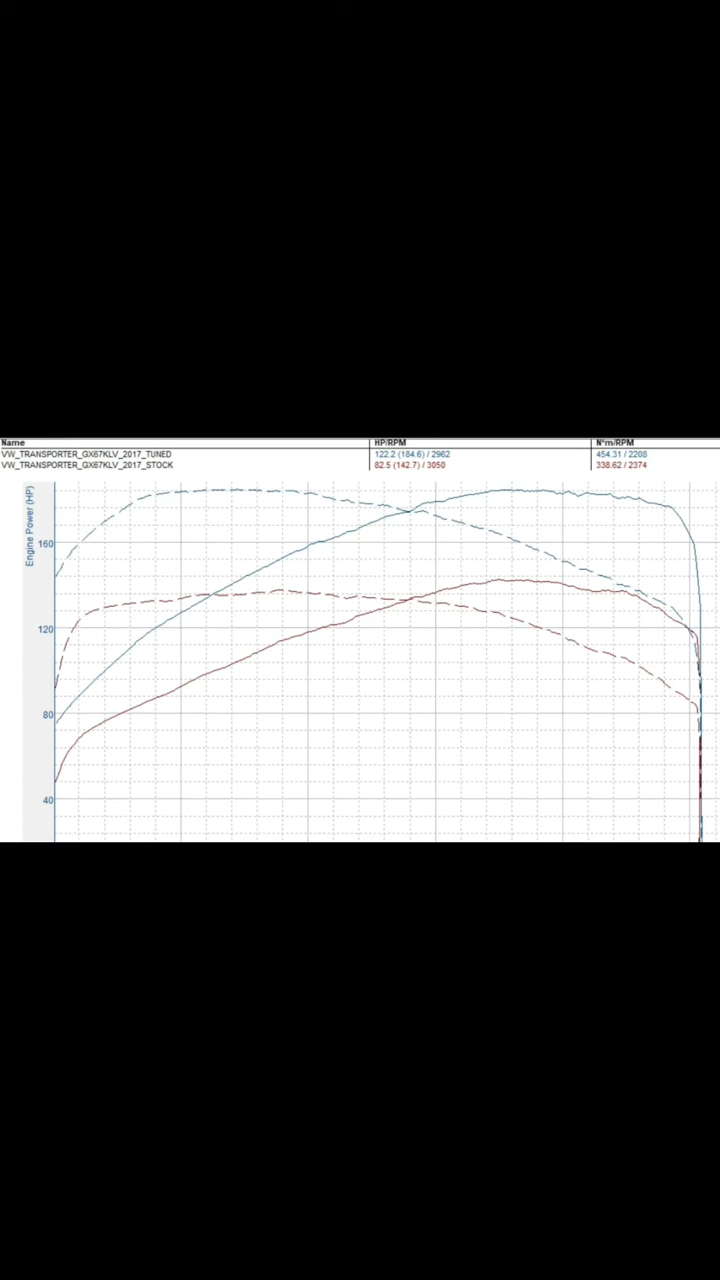 Name HP/RPM N*m/RPM
VW_TRANSPORTER_GX67KLV_2017_TUNED 122.2 (184.6) / 2962 454.31 / 2208
VW_TRANSPORTER_GX67KLV_2017_STOCK 82.5 (142.7) / 3050 338.62 / 2374
Engine Power (HP)
160
120
80
40